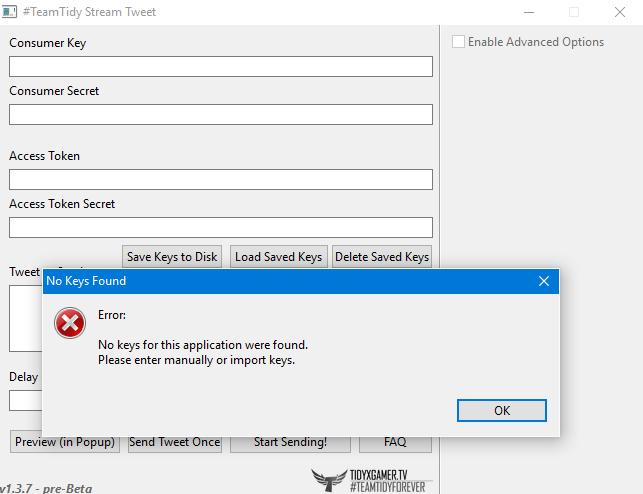 #TeamTidy Stream Tweet
Consumer Key
Enable Advanced Options
Consumer Secret
Access Token
Access Token Secret
Save Keys to Disk
Load Saved Keys
Delete Saved Keys
Tweet
No Keys Found
Error:
No keys for this application were found.
Please enter manually or import keys.
Delay
OK
Preview (in Popup)
Send Tweet Once
Start Sending!
FAQ
v1.3.7 - pre-Beta
TIDYXGAMER.TV
#TEAMTIDYFOREVER